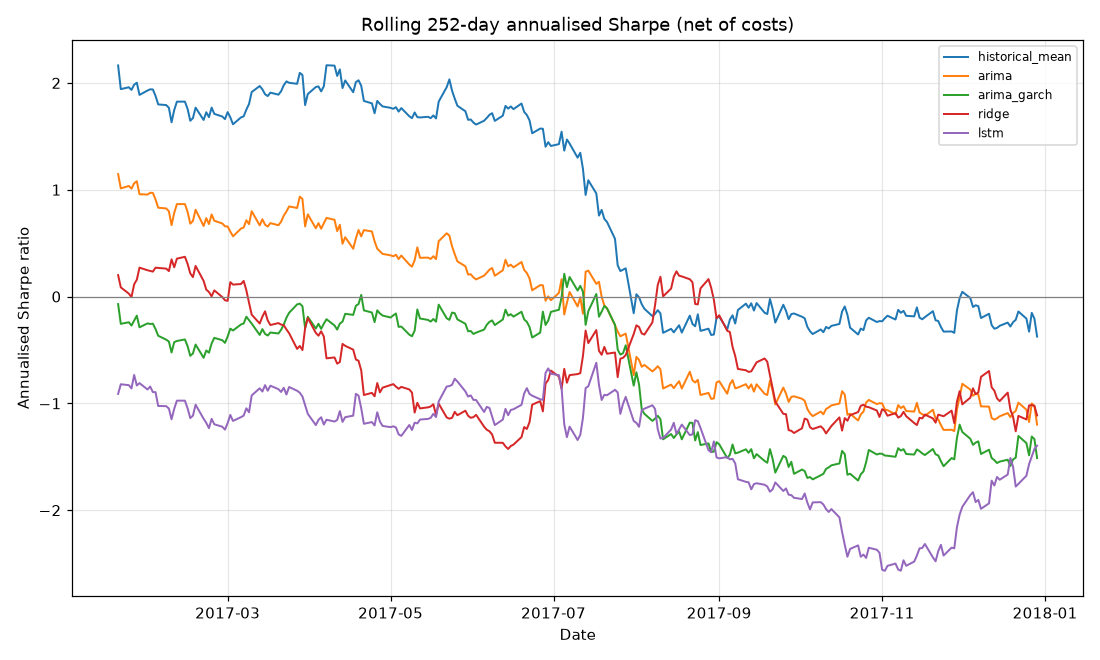 Rolling 252-day annualised Sharpe (net of costs)
historical_mean
arima
arima_garch
ridge
lstm
Annualised Sharpe ratio
2
1
0
−1
−2
2017-03
2017-05
2017-07
2017-09
2017-11
2018-01
Date